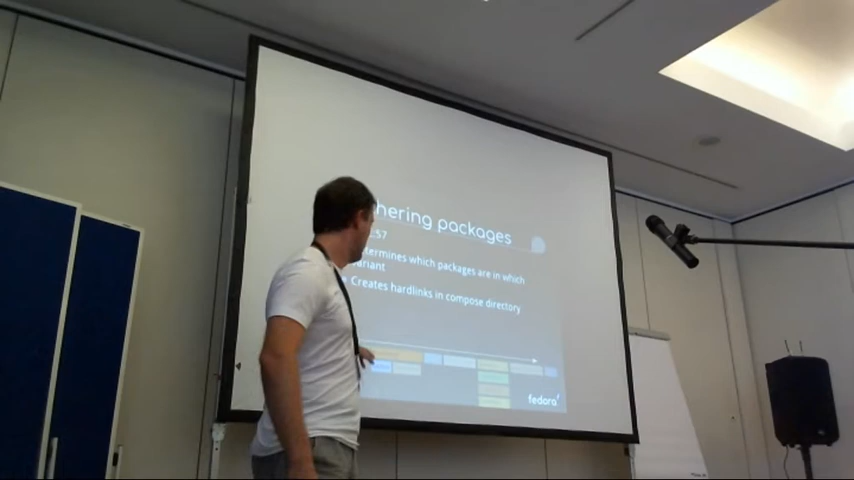 hering packages
:57
termines which packages are in which
variant
Creates hardlinks in compose directory
fedora